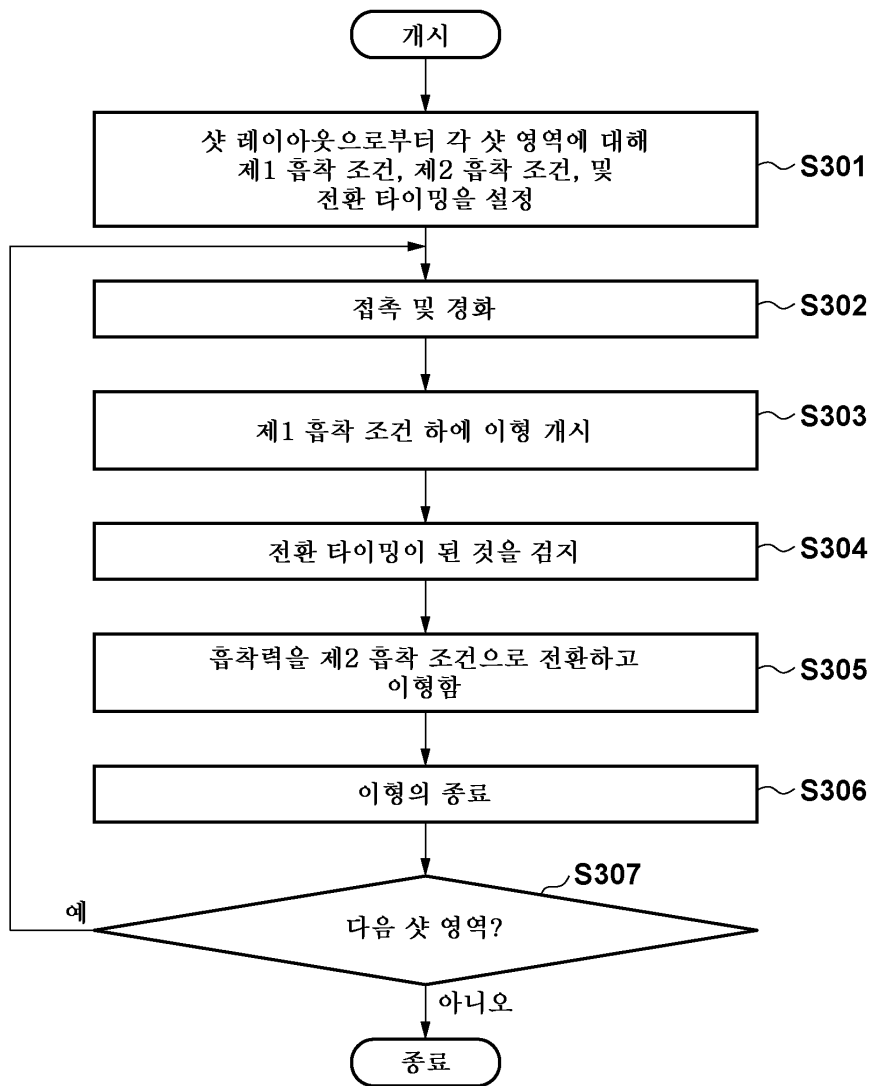 개시
샷 레이아웃으로부터 각 샷 영역에 대해
제1 흡착 조건, 제2 흡착 조건, 및
전환 타이밍을 설정
S301
접촉 및 경화
S302
제1 흡착 조건 하에 이형 개시
S303
전환 타이밍이 된 것을 검지
S304
흡착력을 제2 흡착 조건으로 전환하고
이형함
S305
이형의 종료
S306
S307
다음 샷 영역?
예
아니오
종료